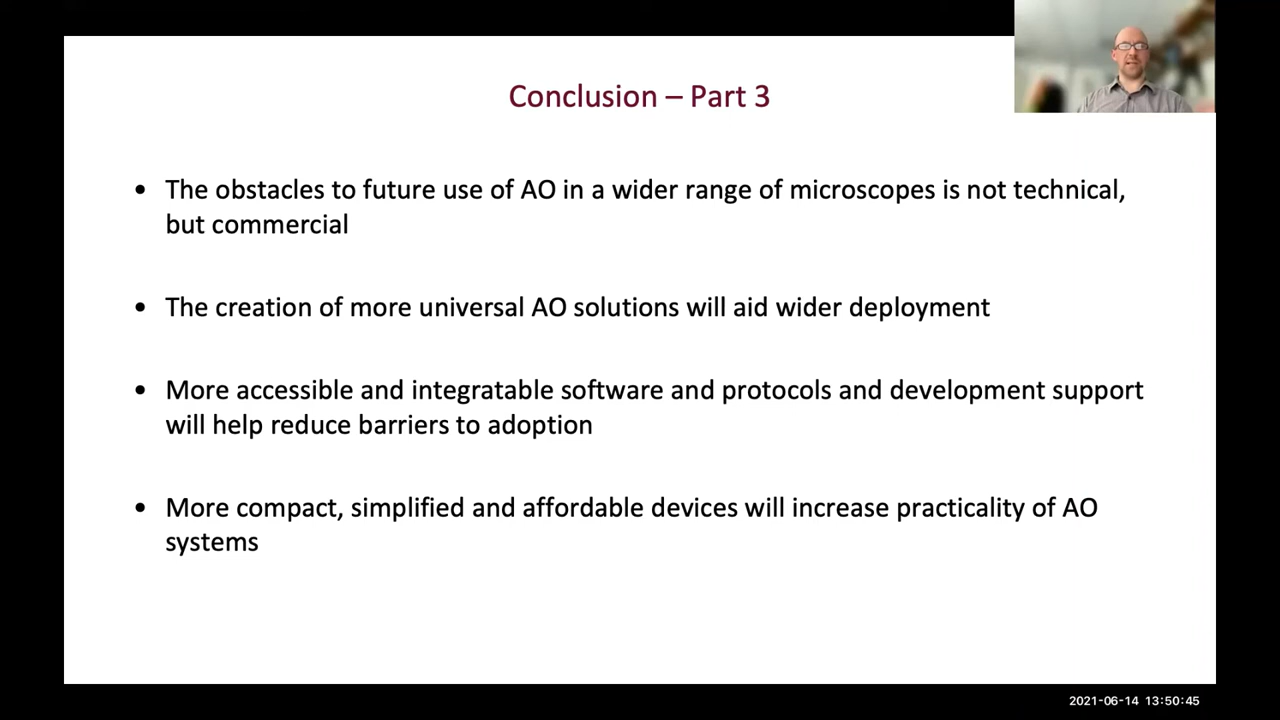 Conclusion – Part 3
• The obstacles to future use of AO in a wider range of microscopes is not technical,
but commercial
• The creation of more universal AO solutions will aid wider deployment
• More accessible and integratable software and protocols and development support
will help reduce barriers to adoption
• More compact, simplified and affordable devices will increase practicality of AO
systems
2021-06-14 13:50:45